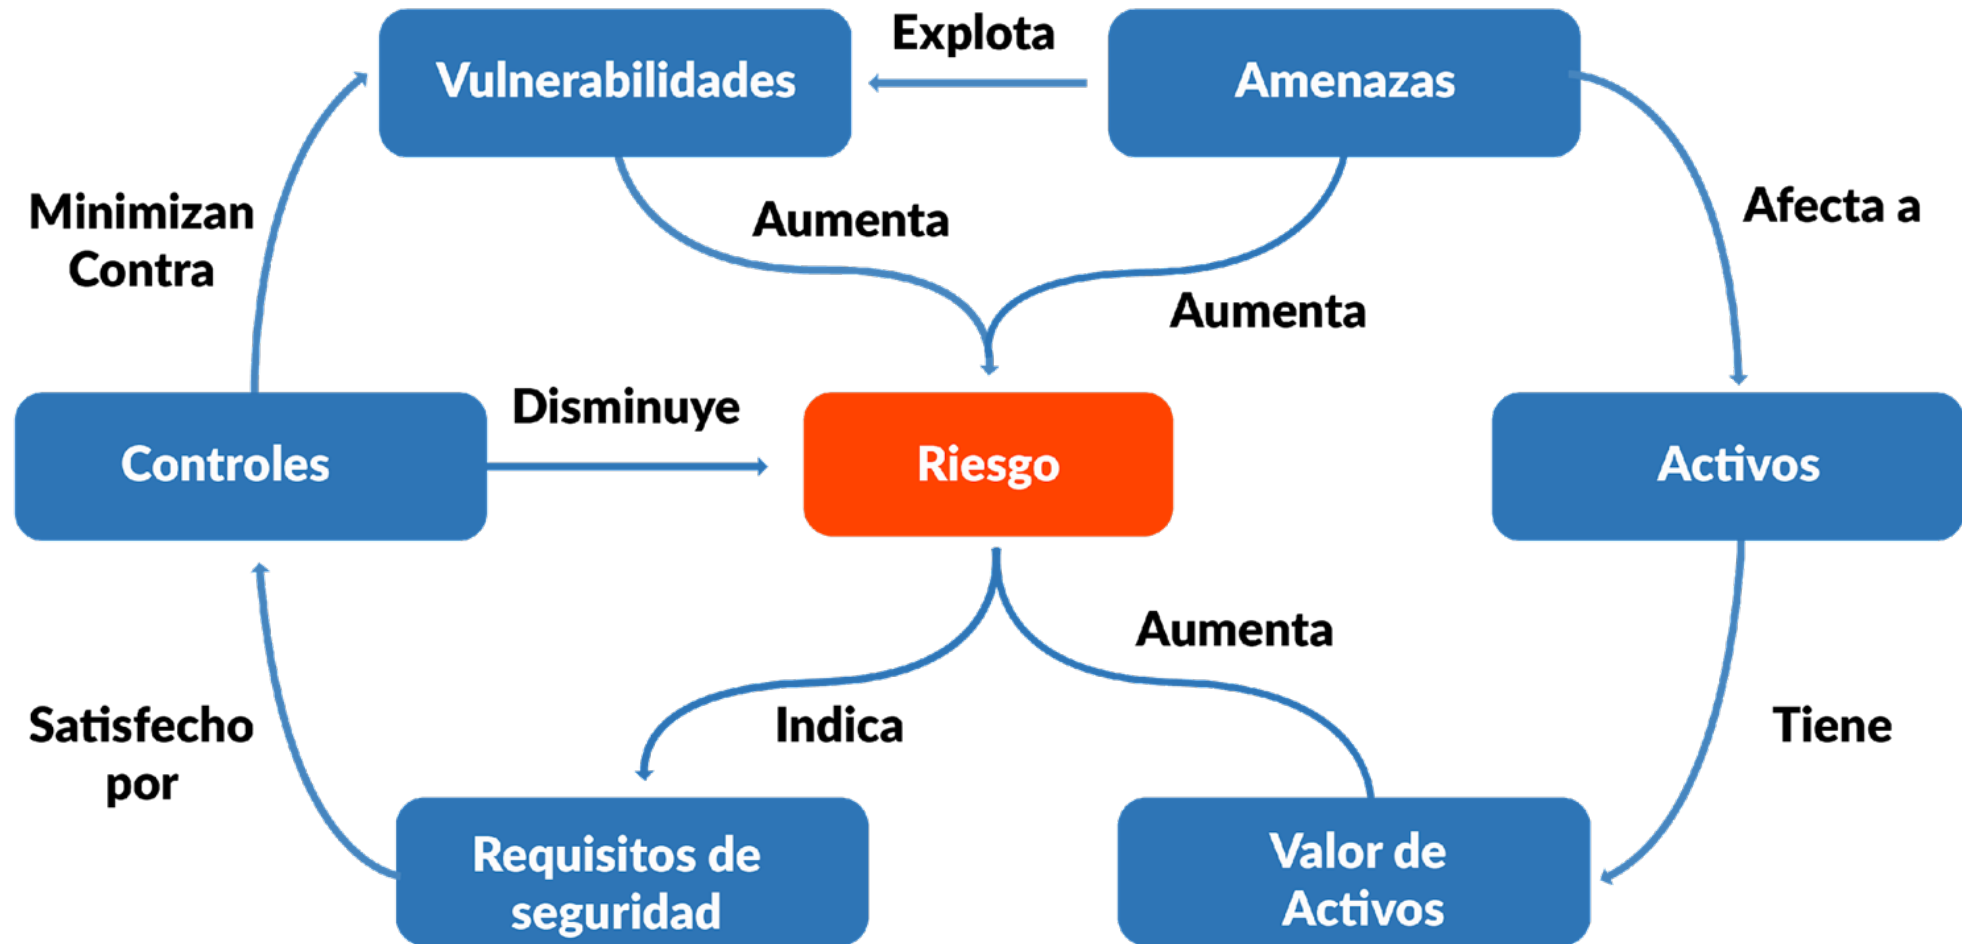 Explota
Vulnerabilidades
Amenazas
Minimizan
Contra
Aumenta
Afecta a
Aumenta
Disminuye
Controles
Riesgo
Activos
Aumenta
Satisfecho
por
Indica
Tiene
Requisitos de
seguridad
Valor de
Activos